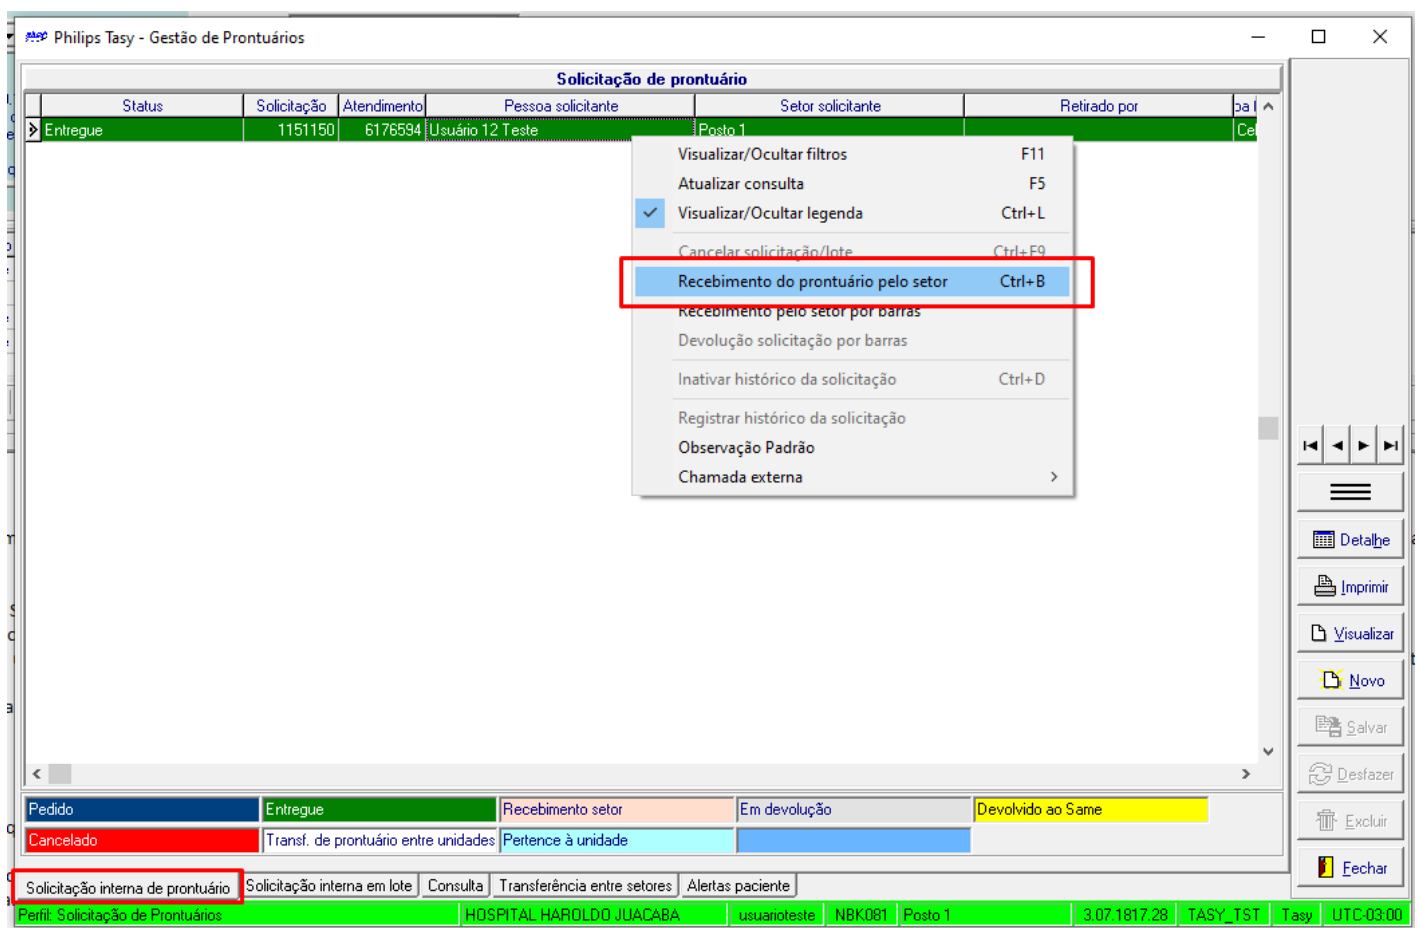 Philips Tasy - Gestão de Prontuários
Solicitação de prontuário
Status Solicitação Atendimento Pessoa solicitante Setor solicitante Retirado por
Entregue 1151150 6176594 Usuário 12 Teste Posto 1 Cel
Visualizar/Ocultar filtros F11
Atualizar consulta F5
Visualizar/Ocultar legenda Ctrl+L
Cancelar solicitação/lote Ctrl+F9
Recebimento do prontuário pelo setor Ctrl+B
Recebimento pelo setor por barras
Devolução solicitação por barras
Inativar histórico da solicitação Ctrl+D
Registrar histórico da solicitação
Observação Padrão
Chamada externa
Detalhe
Imprimir
Visualizar
Novo
Salvar
Desfazer
Excluir
Fechar
Pedido Entregue Recebimento setor Em devolução Devolvido ao Same
Cancelado Transf. de prontuário entre unidades Pertence à unidade
Solicitação interna de prontuário Solicitação interna em lote Consulta Transferência entre setores Alertas paciente
Perfil: Solicitação de Prontuários HOSPITAL HAROLDO JUACABA usuarioteste NBK081 Posto 1 3.07.1817.28 TASY_TST Tasy UTC-03:00